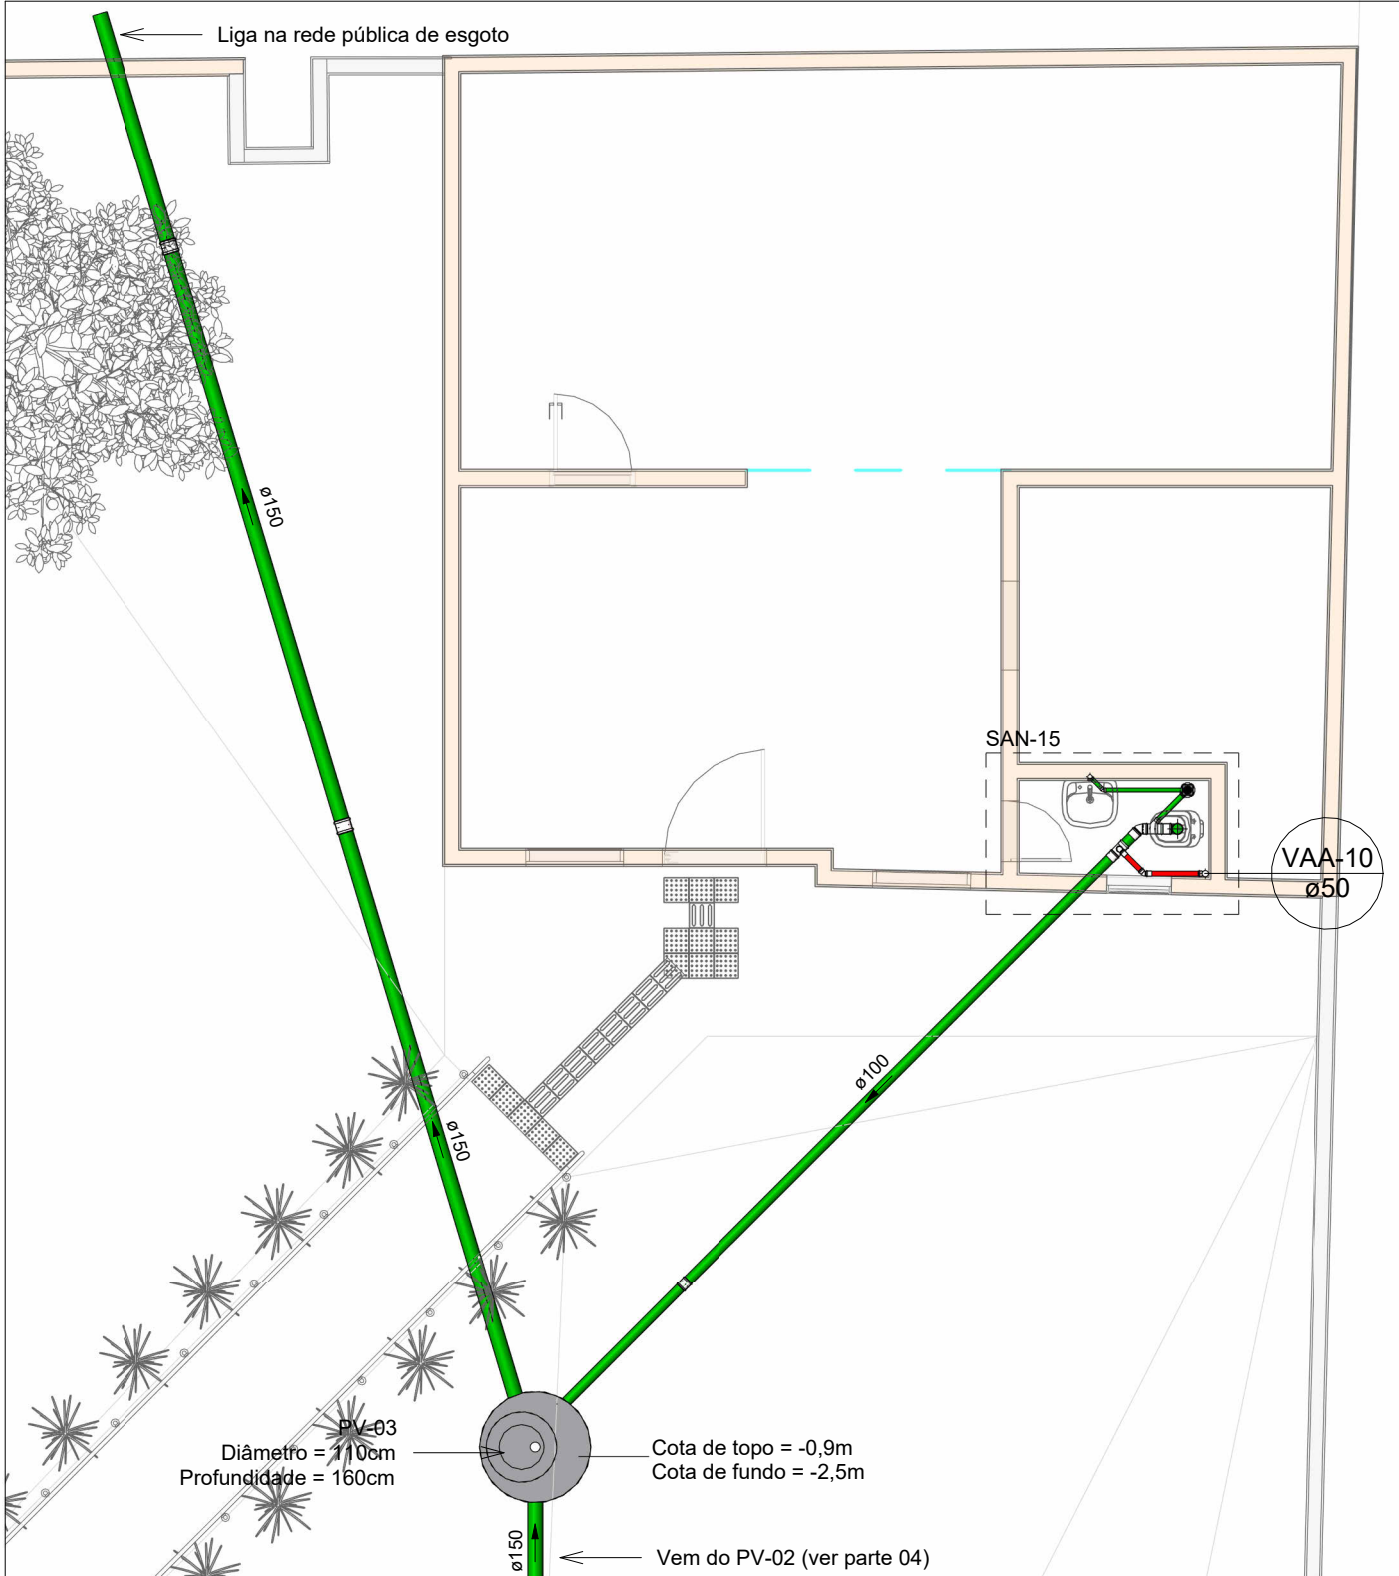 Liga na rede pública de esgoto
ø150
SAN-15
VAA-10
ø50
ø100
ø150
PV-03
Diâmetro = 110cm
Profundidade = 160cm
Cota de topo = -0,9m
Cota de fundo = -2,5m
ø150
Vem do PV-02 (ver parte 04)